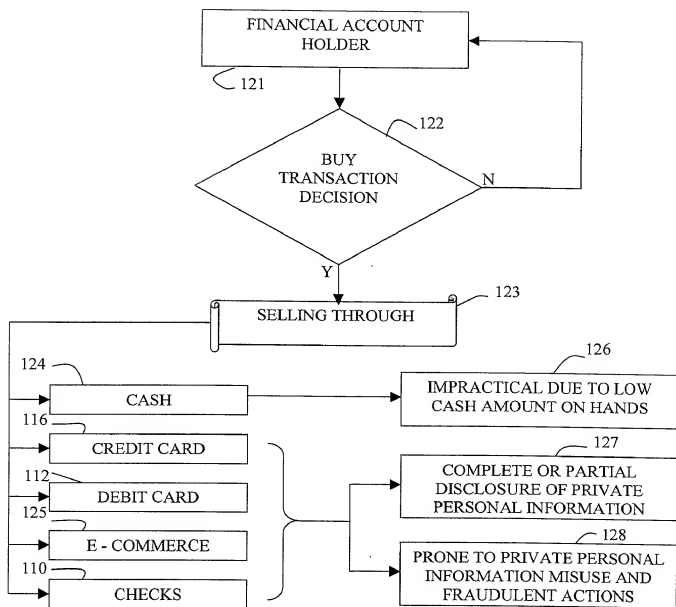 FINANCIAL ACCOUNT
HOLDER
121
122
BUY
TRANSACTION
DECISION
N
Y
123
SELLING THROUGH
124
CASH
126
IMPRACTICAL DUE TO LOW
CASH AMOUNT ON HANDS
116
CREDIT CARD
127
COMPLETE OR PARTIAL
DISCLOSURE OF PRIVATE
PERSONAL INFORMATION
112
DEBIT CARD
125
E - COMMERCE
128
PRONE TO PRIVATE PERSONAL
INFORMATION MISUSE AND
FRAUDULENT ACTIONS
110
CHECKS